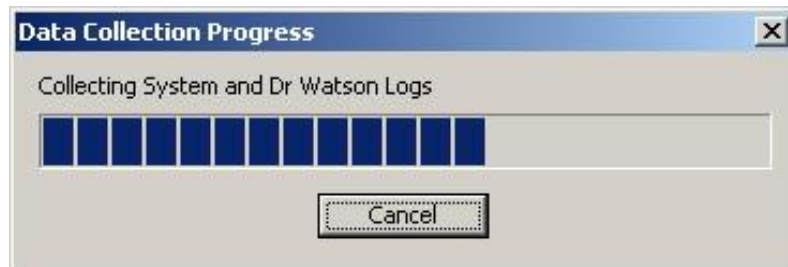 Data Collection Progress
Collecting System and Dr Watson Logs
Cancel